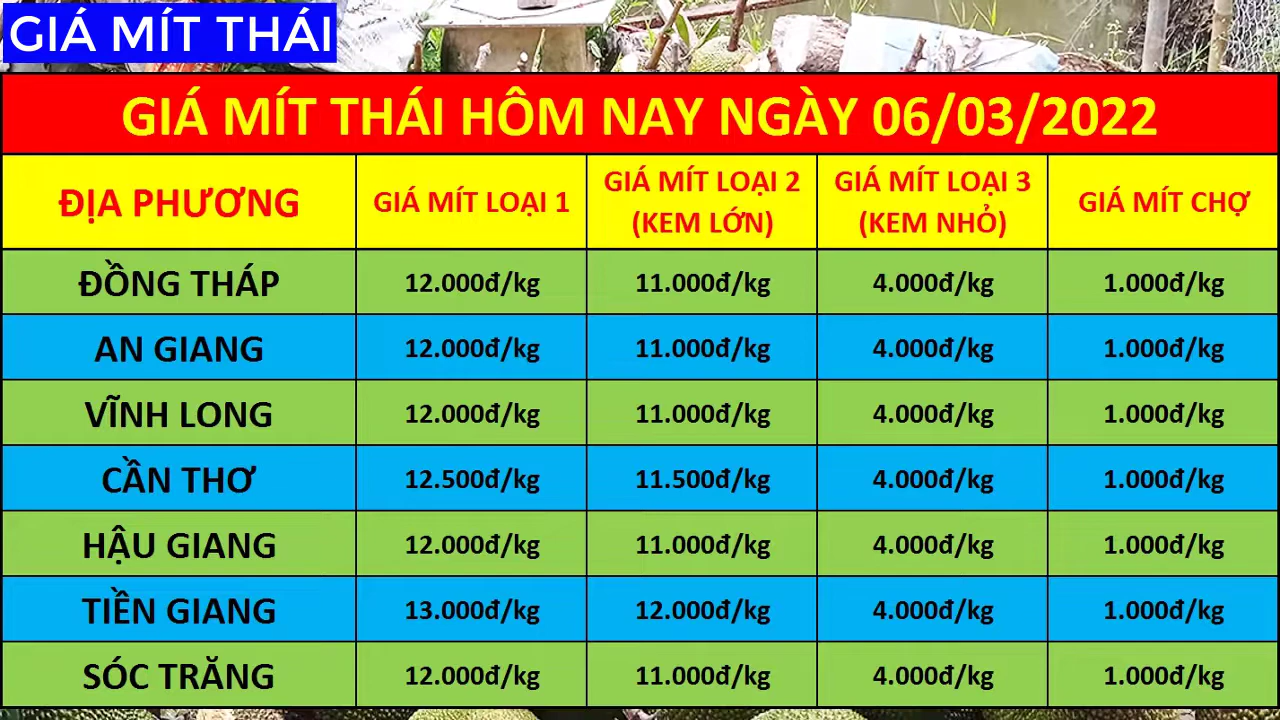 GIÁ MÍT THÁI
GIÁ MÍT THÁI HÔM NAY NGÀY 06/03/2022
ĐỊA PHƯƠNG GIÁ MÍT LOẠI 1 GIÁ MÍT LOẠI 2 (KEM LỚN) GIÁ MÍT LOẠI 3 (KEM NHỎ) GIÁ MÍT CHỢ
ĐỒNG THÁP 12.000đ/kg 11.000đ/kg 4.000đ/kg 1.000đ/kg
AN GIANG 12.000đ/kg 11.000đ/kg 4.000đ/kg 1.000đ/kg
VĨNH LONG 12.000đ/kg 11.000đ/kg 4.000đ/kg 1.000đ/kg
CẦN THƠ 12.500đ/kg 11.500đ/kg 4.000đ/kg 1.000đ/kg
HẬU GIANG 12.000đ/kg 11.000đ/kg 4.000đ/kg 1.000đ/kg
TIỀN GIANG 13.000đ/kg 12.000đ/kg 4.000đ/kg 1.000đ/kg
SÓC TRĂNG 12.000đ/kg 11.000đ/kg 4.000đ/kg 1.000đ/kg